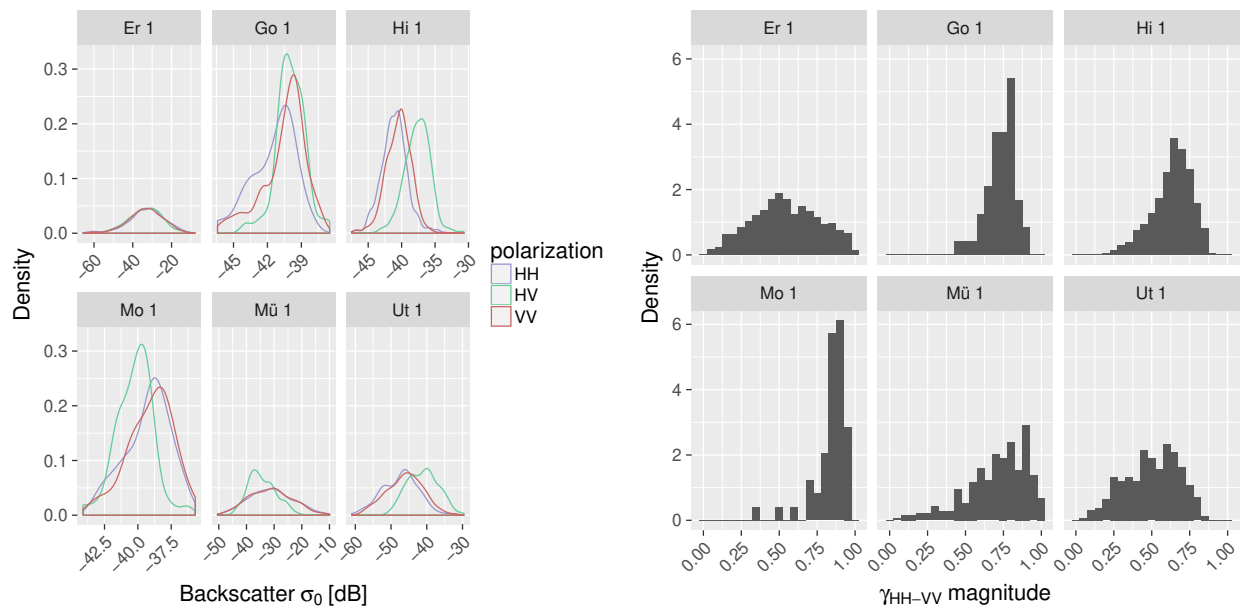 Er 1 Go 1 Hi 1
0.3
0.2
0.1
0.0
−60 −40 −20 −45 −42 −39 −45 −40 −35 −30
Mo 1 Mü 1 Ut 1
0.3
0.2
0.1
0.0
−42.5 −40.0 −37.5 −50 −40 −30 −20 −10 −60 −50 −40 −30
Density
Backscatter σ0 [dB]
polarization
HH
HV
VV
Er 1 Go 1 Hi 1
6
4
2
0
Mo 1 Mü 1 Ut 1
6
4
2
0
0.00 0.25 0.50 0.75 1.00 0.00 0.25 0.50 0.75 1.00 0.00 0.25 0.50 0.75 1.00
Density
γHH−VV magnitude